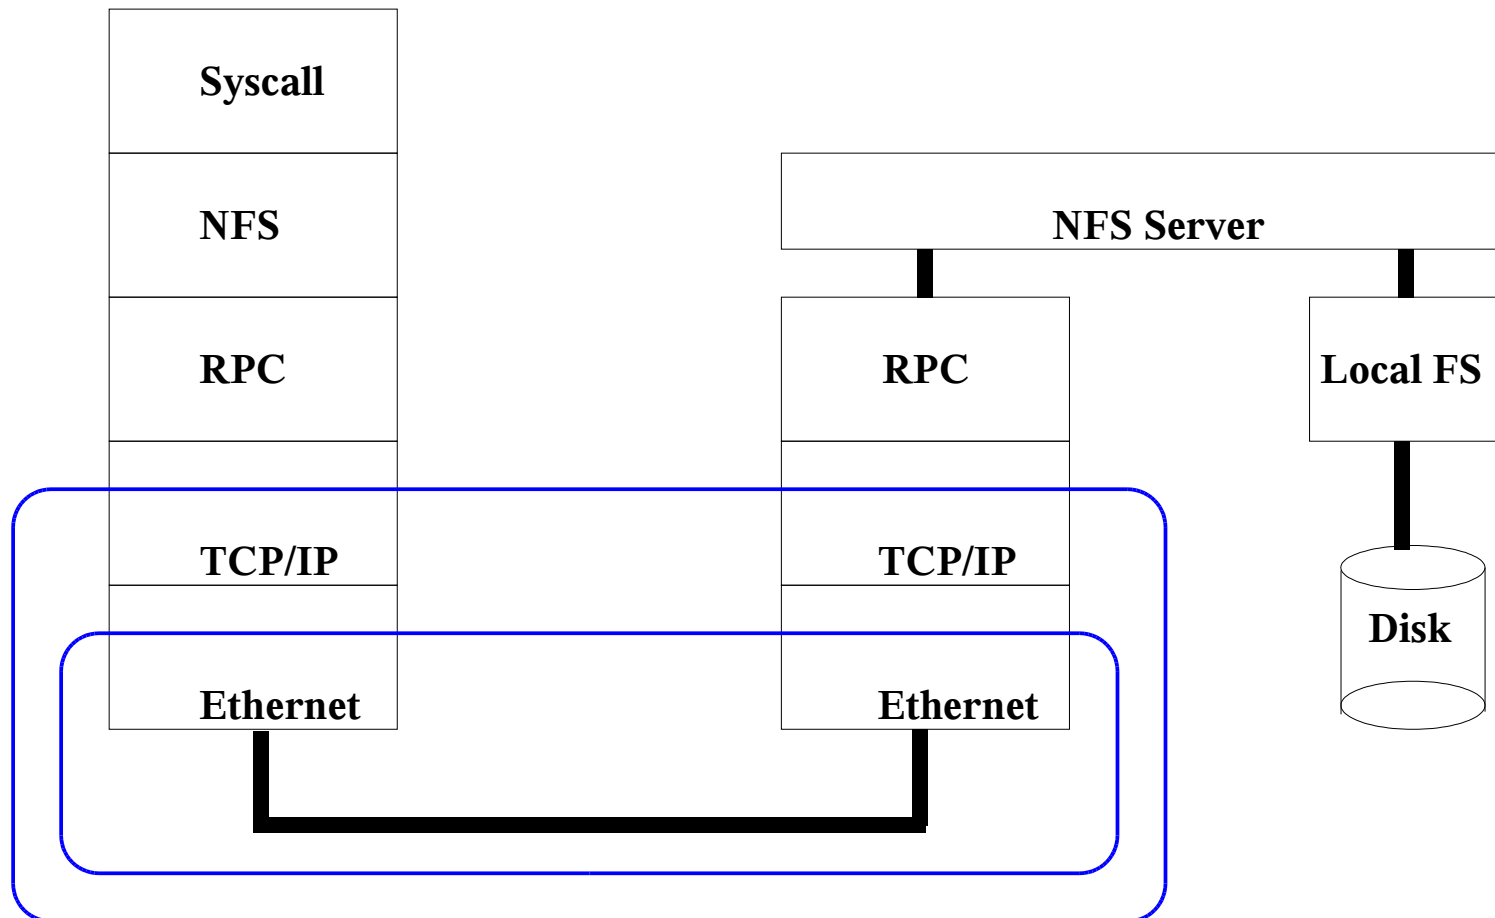 Syscall
NFS
NFS Server
RPC
RPC
Local FS
TCP/IP
TCP/IP
Disk
Ethernet
Ethernet